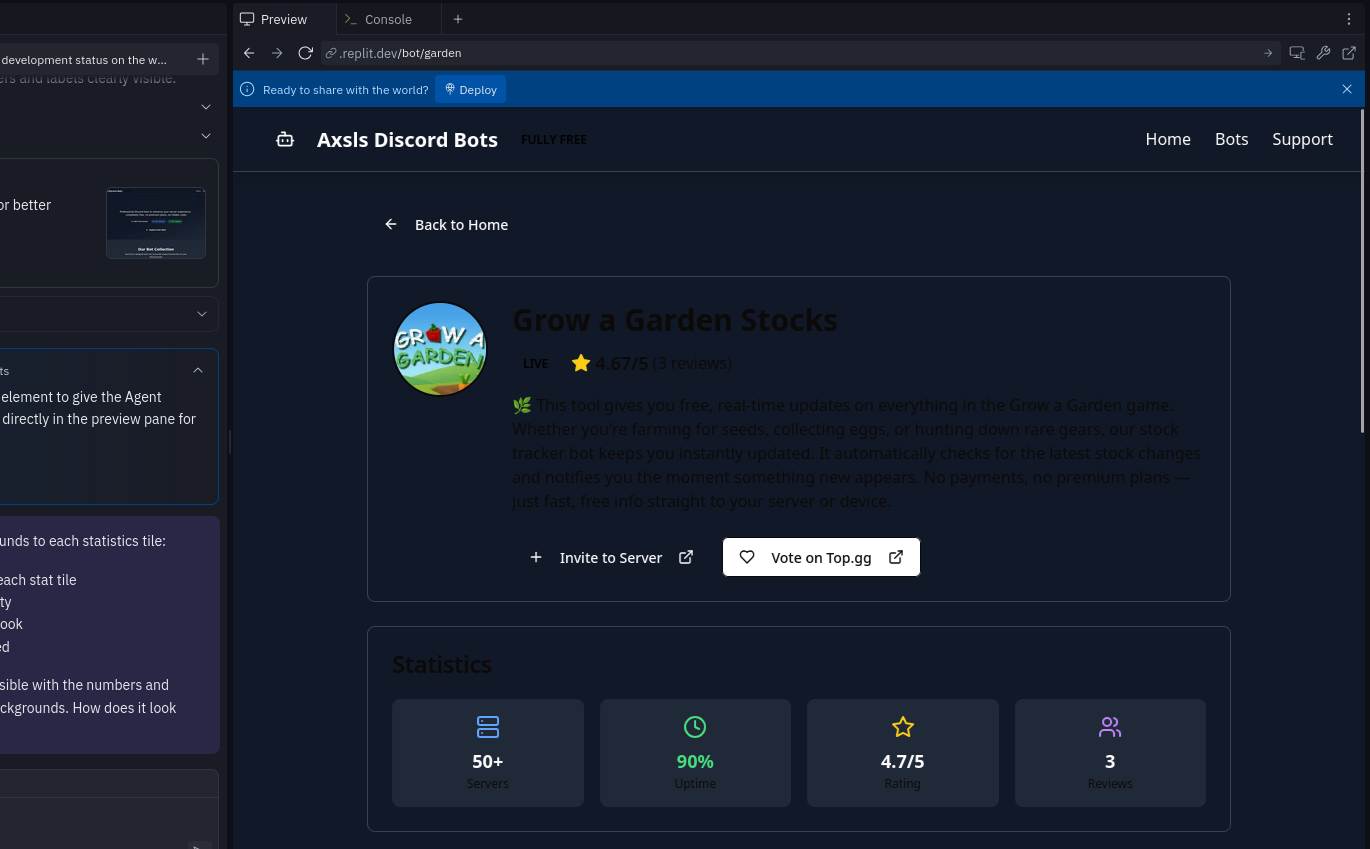 Preview
Console
development status on the w...
.replit.dev/bot/garden
ers and labels clearly visible.
Ready to share with the world?
Deploy
Axsls Discord Bots
FULLY FREE
Home
Bots
Support
or better
Our Bot Collection
Back to Home
GROW A
GARDEN
Grow a Garden Stocks
LIVE
4.67/5 (3 reviews)
🌿 This tool gives you free, real-time updates on everything in the Grow a Garden game.
Whether you're farming for seeds, collecting eggs, or hunting down rare gears, our stock
tracker bot keeps you instantly updated. It automatically checks for the latest stock changes
and notifies you the moment something new appears. No payments, no premium plans —
just fast, free info straight to your server or device.
Invite to Server
Vote on Top.gg
ts
element to give the Agent
directly in the preview pane for
unds to each statistics tile:
each stat tile
ty
ook
ed
sible with the numbers and
ckgrounds. How does it look
Statistics
50+
Servers
90%
Uptime
4.7/5
Rating
3
Reviews